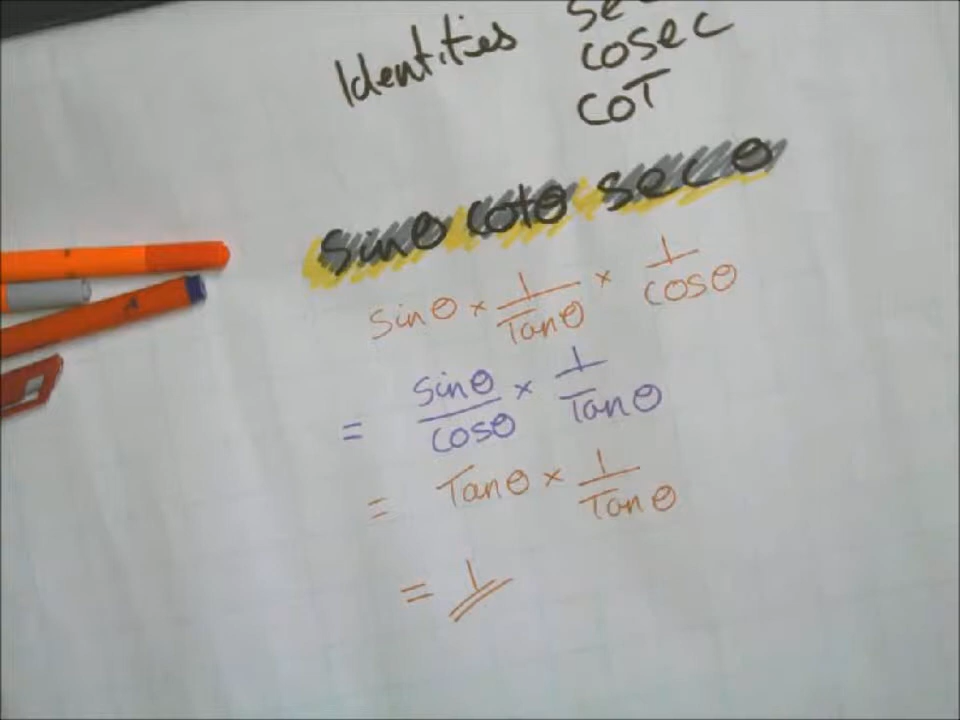 Identities sec
cosec
COT
sinθ cotθ secθ
sinθ × 1/Tanθ × 1/cosθ
= sinθ/cosθ × 1/Tanθ
= Tanθ × 1/Tanθ
= 1